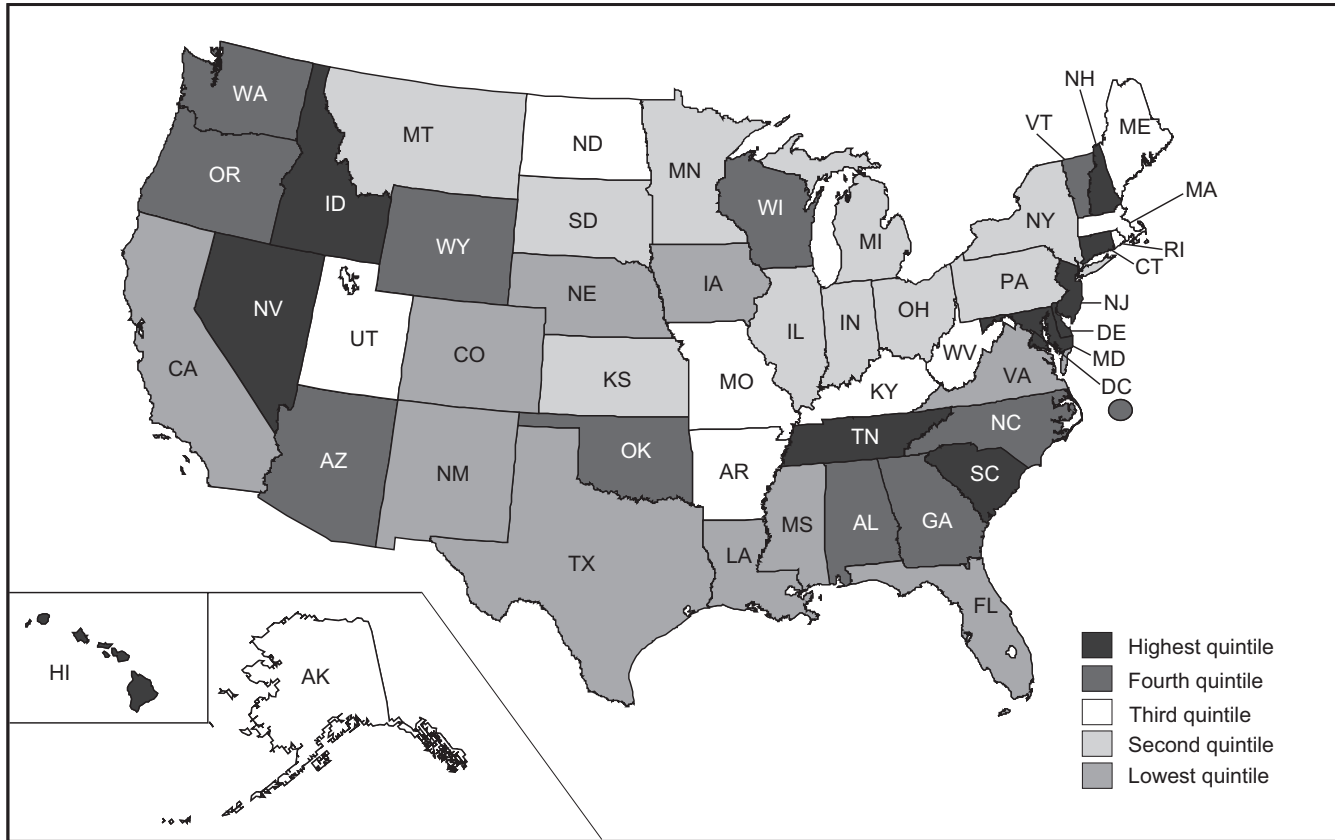 NH
WA
VT
ME
MT
ND
MN
OR
MA
ID
SD
WI
NY
WY
MI
RI
CT
PA
NE
IA
NJ
NV
OH
UT
IL
IN
DE
CO
WV
MD
CA
KS
MO
VA
KY
DC
NC
TN
AZ
OK
NM
AR
SC
MS
AL
GA
LA
TX
FL
HI
AK
Highest quintile
Fourth quintile
Third quintile
Second quintile
Lowest quintile